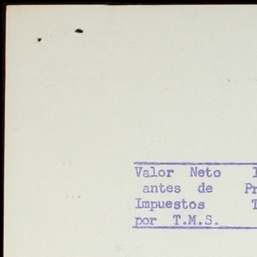 Valor Neto
antes de
Impuestos
por T.M.S.